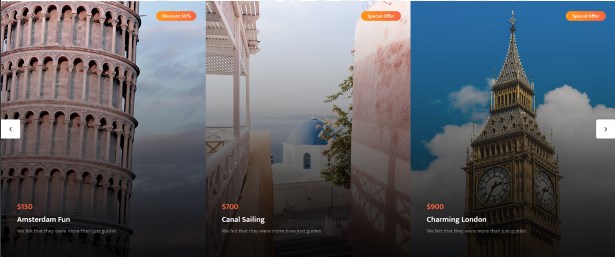 Discount 50%
$150
Amsterdam Fun
We felt that they were more than just guides
Special Offer
$700
Canal Sailing
We felt that they were more than just guides
Special Offer
$900
Charming London
We felt that they were more than just guides